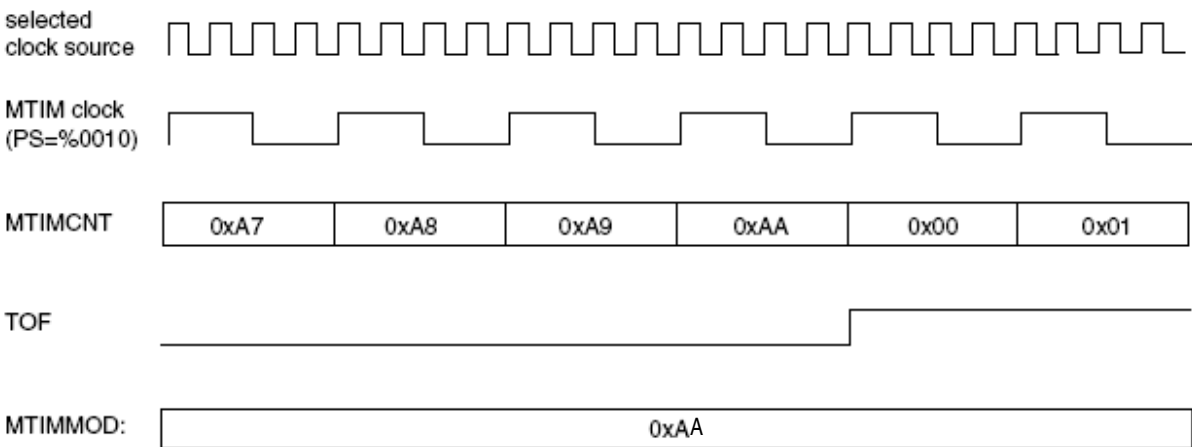 selected
clock source
MTIM clock
(PS=%0010)
MTIMCNT 0xA7 0xA8 0xA9 0xAA 0x00 0x01
TOF
MTIMMOD: 0xAA